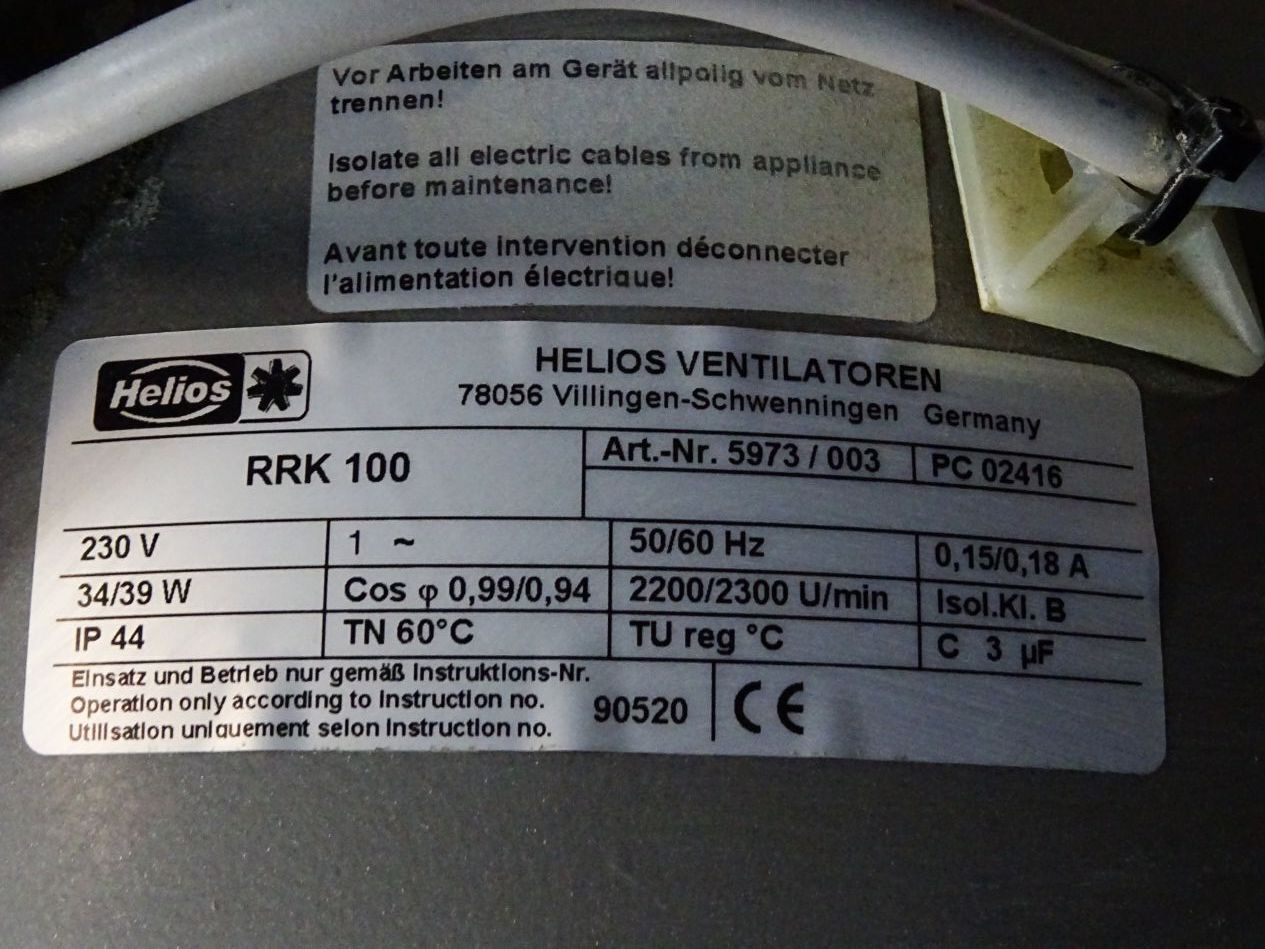 Vor Arbeiten am Gerät allpolig vom Netz
trennen!
Isolate all electric cables from appliance
before maintenance!
Avant toute intervention déconnecter
l'alimentation électrique!
Helios
HELIOS VENTILATOREN
78056 Villingen-Schwenningen Germany
RRK 100
Art.-Nr. 5973 / 003 PC 02416
230 V 1 ~ 50/60 Hz 0,15/0,18 A
34/39 W Cos φ 0,99/0,94 2200/2300 U/min Isol.Kl. B
IP 44 TN 60°C TU reg °C C 3 µF
Einsatz und Betrieb nur gemäß Instruktions-Nr.
Operation only according to Instruction no. 90520 CE
Utilisation uniquement selon Instruction no.